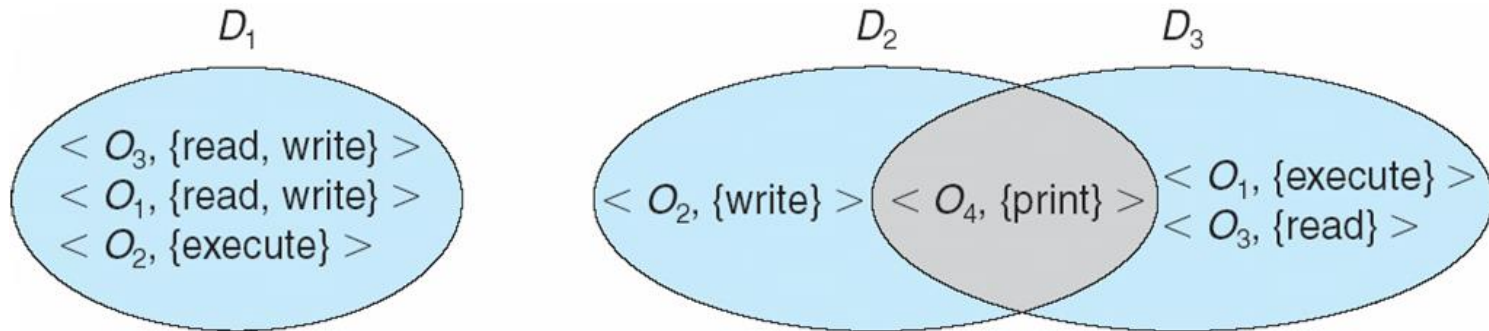 D₁
D₂
D₃
< O₃, {read, write} >
< O₁, {read, write} >
< O₂, {execute} >
< O₂, {write} >
< O₄, {print} >
< O₁, {execute} >
< O₃, {read} >